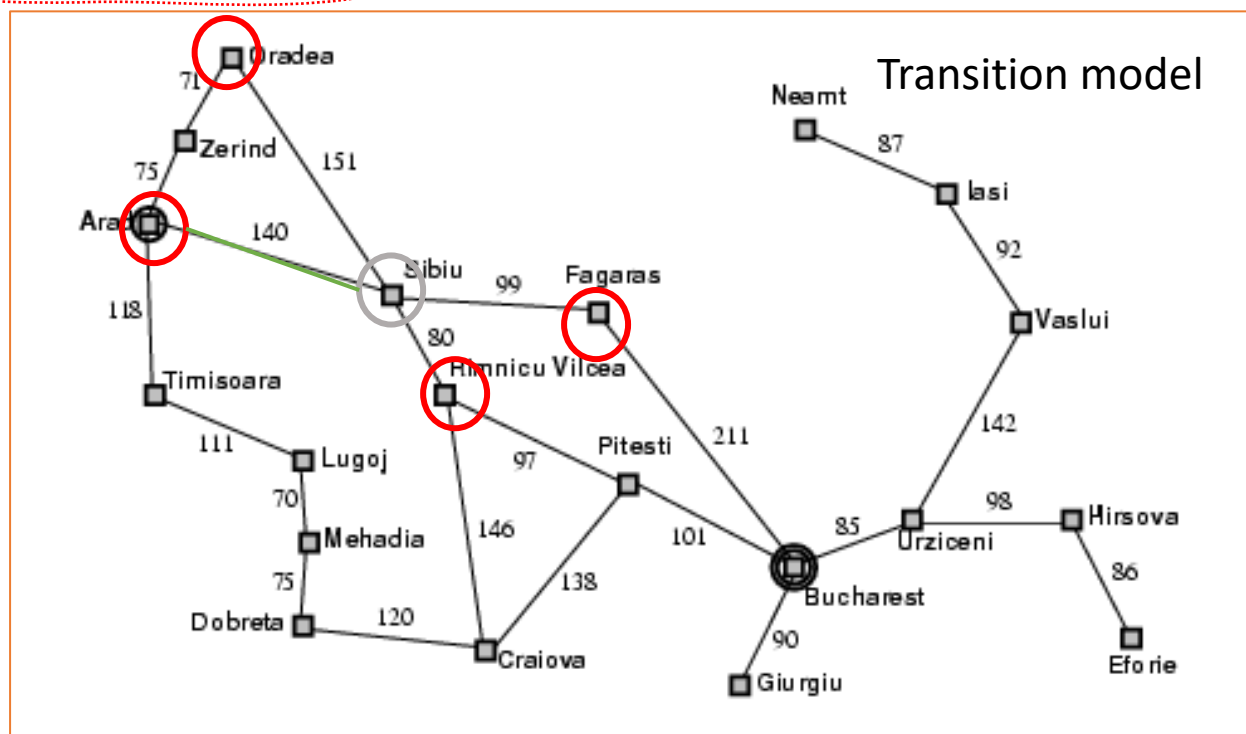 Oradea
Transition model
71
Neamt
Zerind
87
75
151
Iasi
Arad
140
92
Sibiu
Fagaras
99
118
80
Vaslui
Rimnicu Vilcea
Timisoara
142
111
211
Pitesti
Lugoj
97
70
98
Hirsova
146
85
Mehadia
101
Urziceni
138
86
75
Bucharest
Dobreta
120
90
Craiova
Eforie
Giurgiu